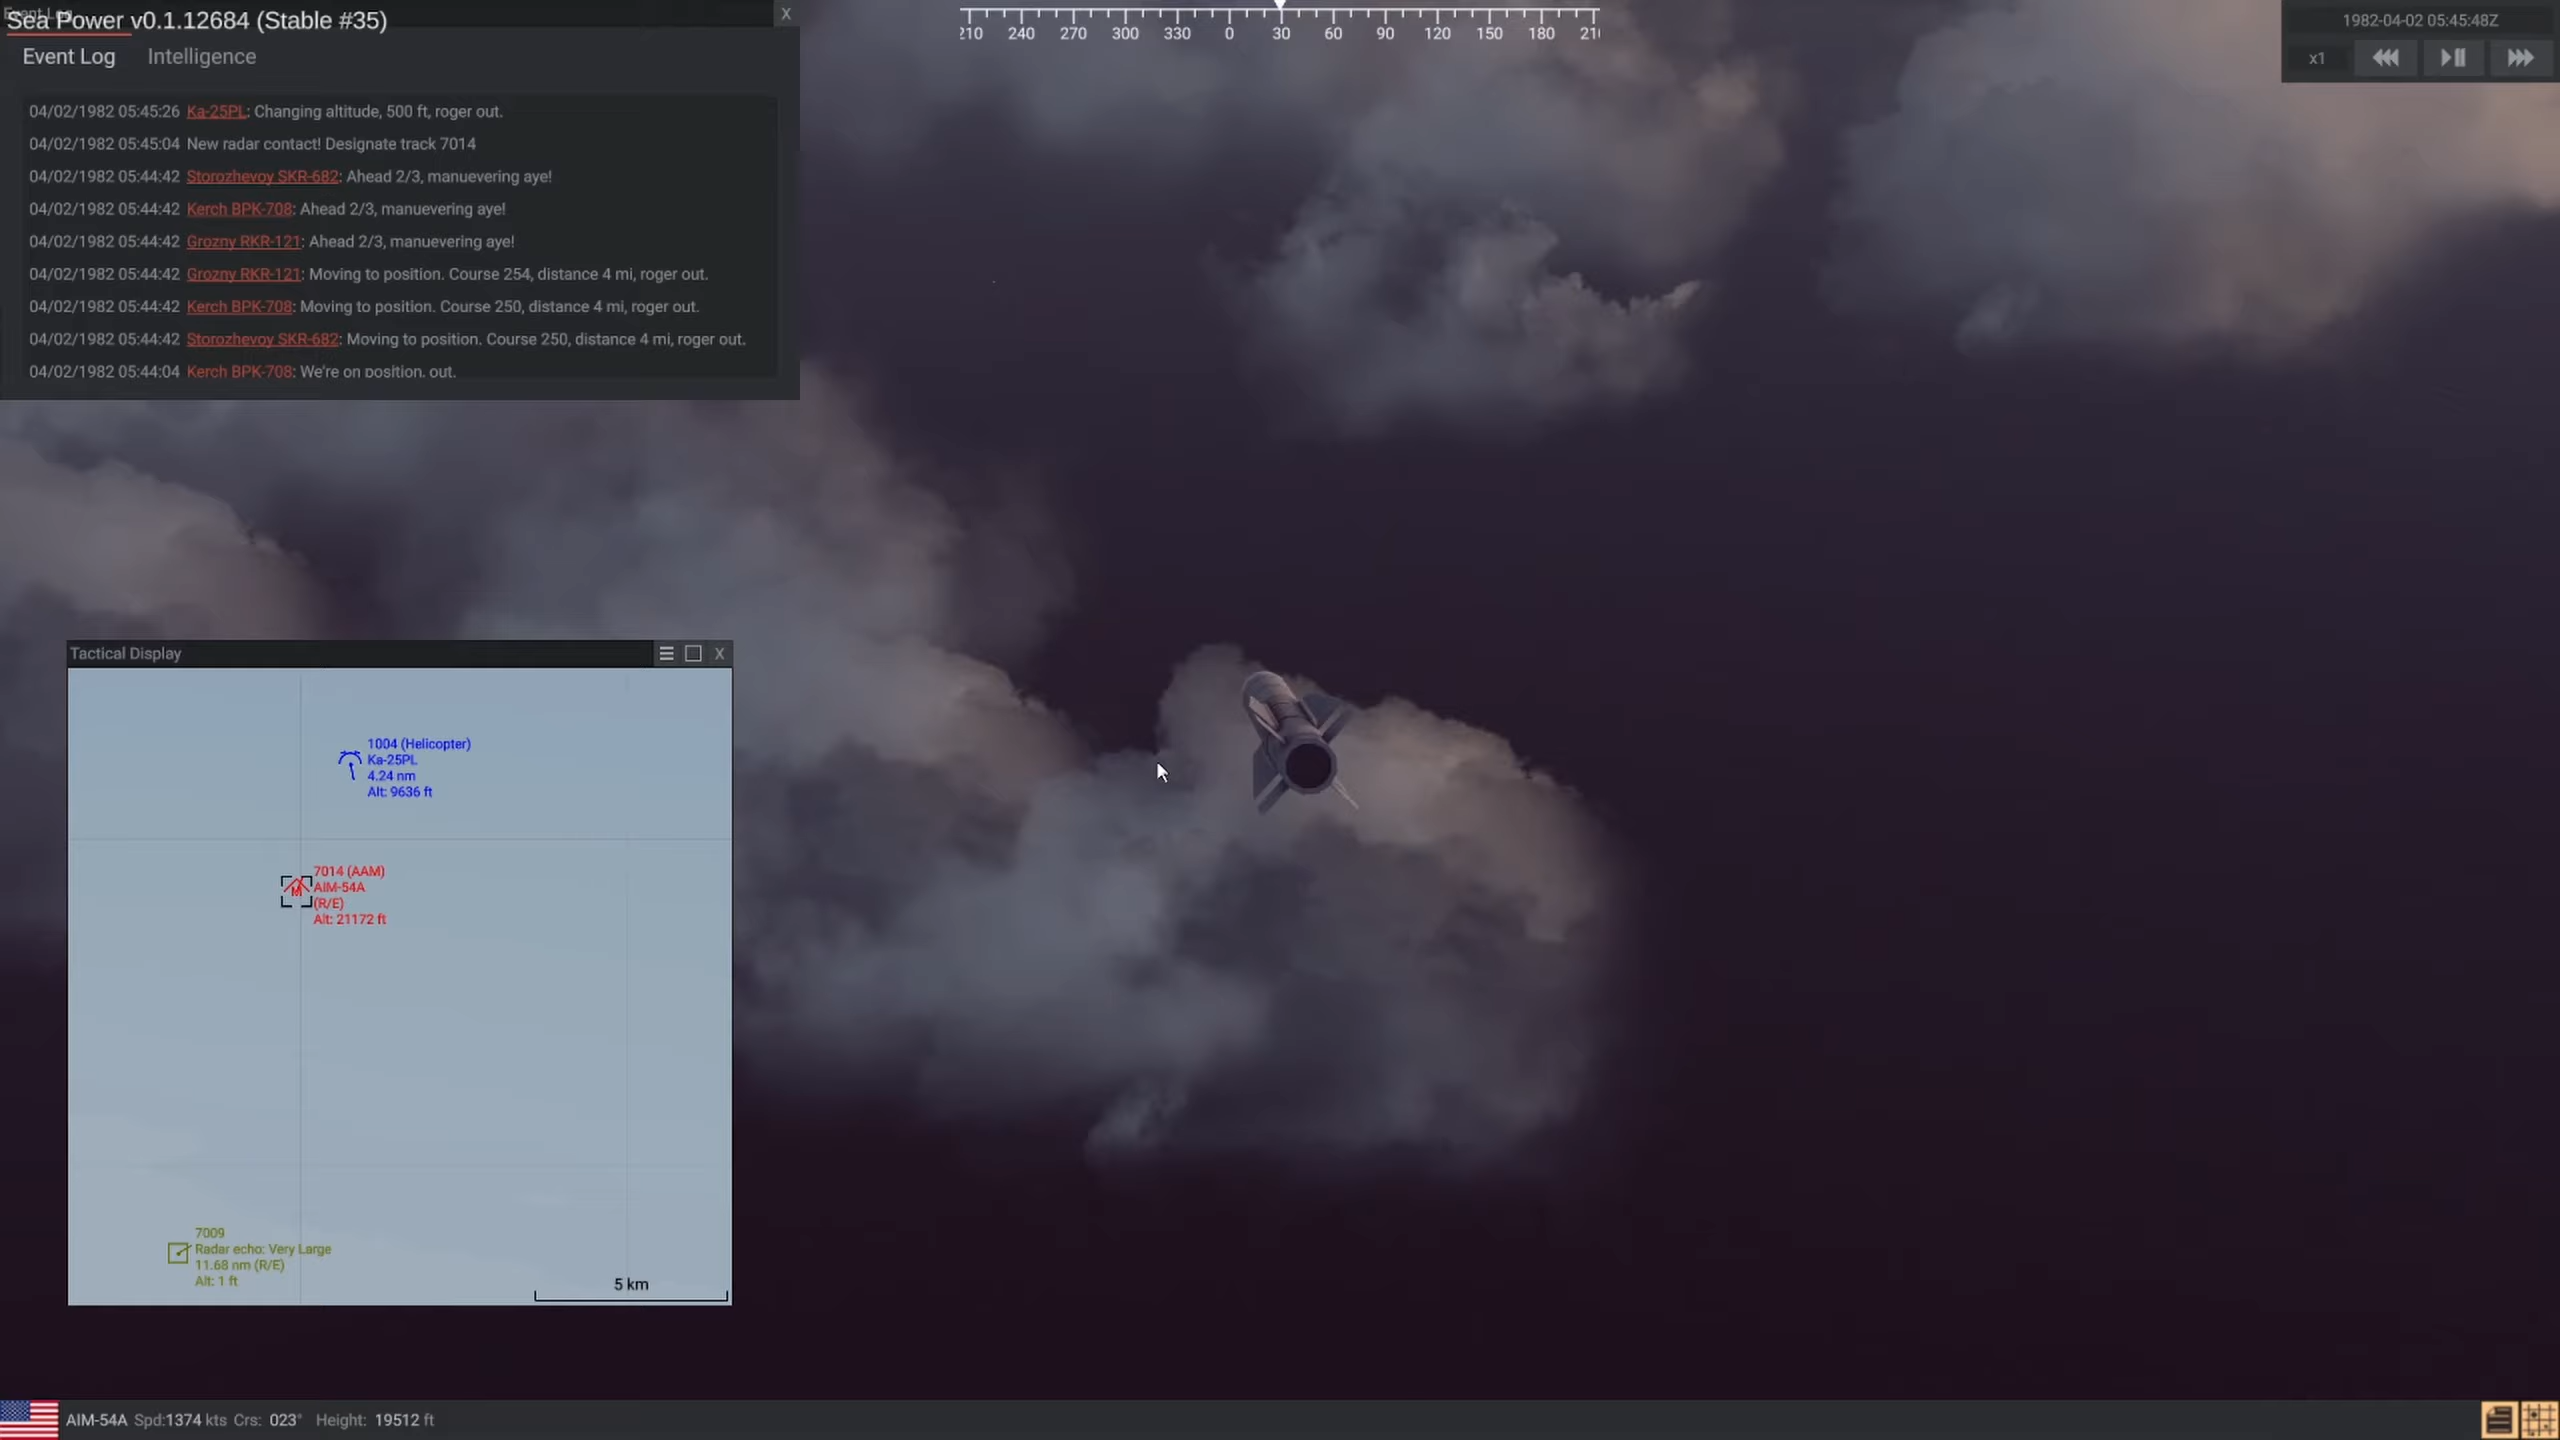 Sea Power v0.1.12684 (Stable #35)
X
Event Log
Intelligence
04/02/1982 05:45:26 Ka-25PL: Changing altitude, 500 ft, roger out.
04/02/1982 05:45:04 New radar contact! Designate track 7014
04/02/1982 05:44:42 Storozhevoy SKR-682: Ahead 2/3, manuevering aye!
04/02/1982 05:44:42 Kerch BPK-708: Ahead 2/3, manuevering aye!
04/02/1982 05:44:42 Grozny RKR-121: Ahead 2/3, manuevering aye!
04/02/1982 05:44:42 Grozny RKR-121: Moving to position. Course 254, distance 4 mi, roger out.
04/02/1982 05:44:42 Kerch BPK-708: Moving to position. Course 250, distance 4 mi, roger out.
04/02/1982 05:44:42 Storozhevoy SKR-682: Moving to position. Course 250, distance 4 mi, roger out.
04/02/1982 05:44:04 Kerch BPK-708: We're on position, out.
210 240 270 300 330 0 30 60 90 120 150 180 210
1982-04-02 05:45:48Z
x1
Tactical Display
X
1004 (Helicopter)
Ka-25PL
4.24 nm
Alt: 9636 ft
M
7014 (AAM)
AIM-54A
(R/E)
Alt: 21172 ft
7009
Radar echo: Very Large
11.68 nm (R/E)
Alt: 1 ft
5 km
AIM-54A Spd:1374 kts Crs: 023° Height: 19512 ft